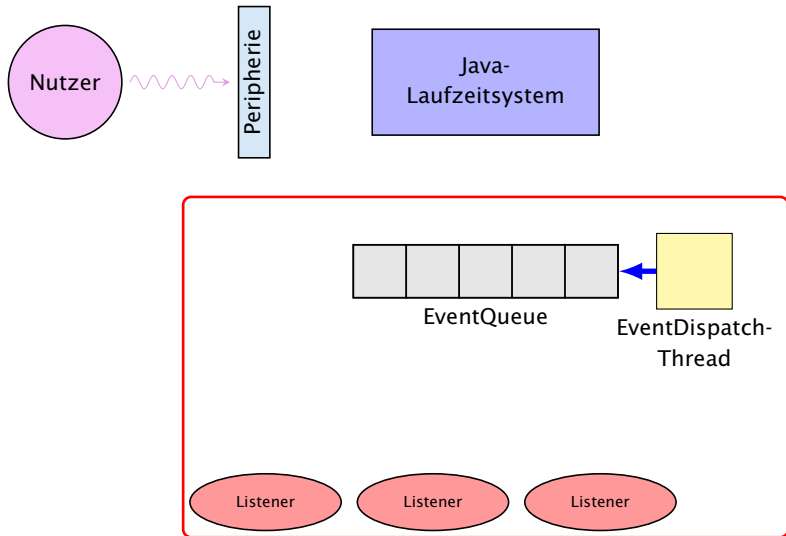 Nutzer
Peripherie
Java-
Laufzeitsystem
EventQueue
EventDispatch-
Thread
Listener
Listener
Listener